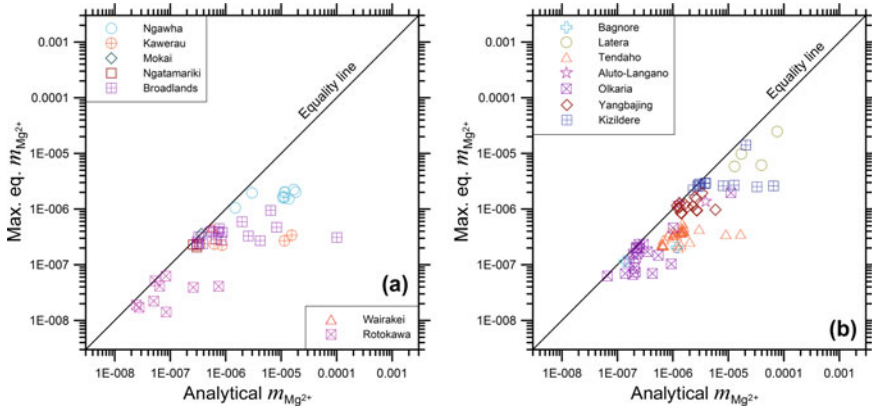 Max. eq. mMg2+
0.001
0.0001
1E-005
1E-006
1E-007
1E-008
Ngawha
Kawerau
Mokai
Ngatamariki
Broadlands
Equality line
(a)
Wairakei
Rotokawa
1E-008 1E-007 1E-006 1E-005 0.0001 0.001
Analytical mMg2+
Max. eq. mMg2+
0.001
0.0001
1E-005
1E-006
1E-007
1E-008
Bagnore
Latera
Tendaho
Aluto-Langano
Olkaria
Yangbajing
Kizildere
Equality line
(b)
1E-008 1E-007 1E-006 1E-005 0.0001 0.001
Analytical mMg2+